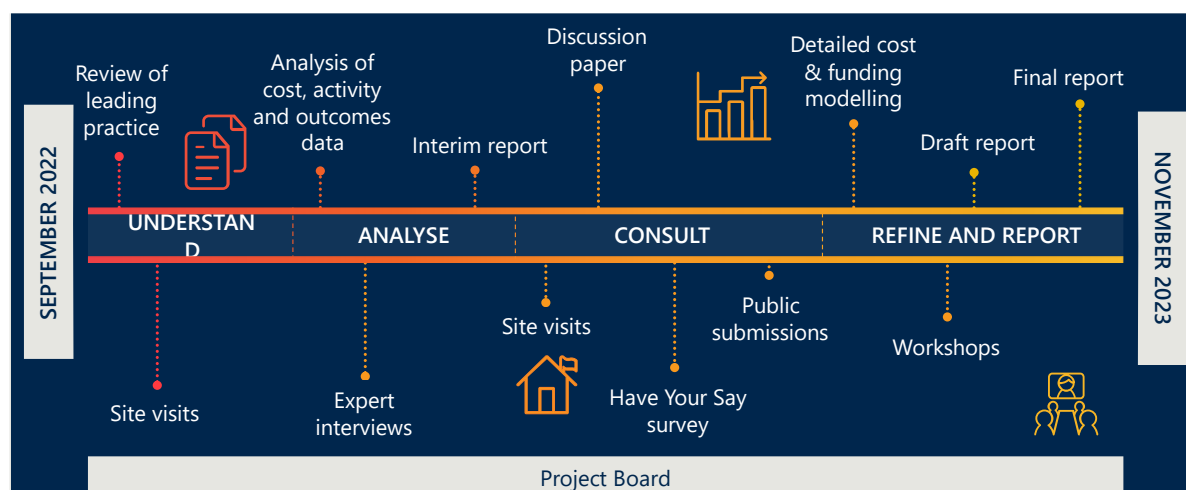 SEPTEMBER 2022
Review of
leading
practice
Analysis of
cost, activity
and outcomes
data
Interim report
Discussion
paper
Detailed cost
& funding
modelling
Draft report
Final report
UNDERSTAN
D
ANALYSE
CONSULT
REFINE AND REPORT
Site visits
Expert
interviews
Site visits
Have Your Say
survey
Public
submissions
Workshops
NOVEMBER 2023
Project Board